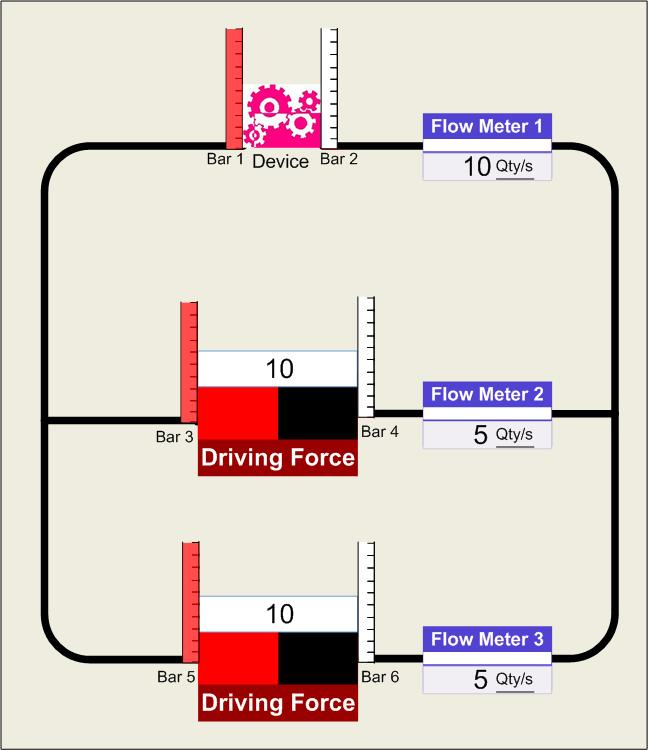 Flow Meter 1
Bar 1 Device Bar 2
10 Qty/s
10
Flow Meter 2
Bar 3
Bar 4
5 Qty/s
Driving Force
10
Flow Meter 3
Bar 5
Bar 6
5 Qty/s
Driving Force